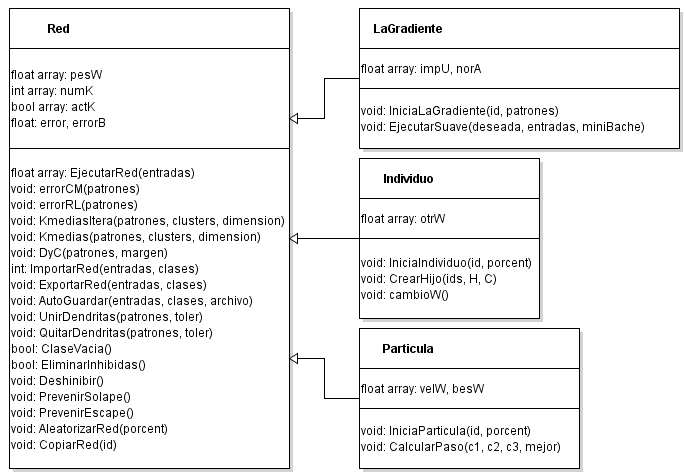 Red
float array: pesW
int array: numK
bool array: actK
float: error, errorB
float array: EjecutarRed(entradas)
void: errorCM(patrones)
void: errorRL(patrones)
void: KmediasItera(patrones, clusters, dimension)
void: Kmedias(patrones, clusters, dimension)
void: DyC(patrones, margen)
int: ImportarRed(entradas, clases)
void: ExportarRed(entradas, clases)
void: AutoGuardar(entradas, clases, archivo)
void: UnirDendritas(patrones, toler)
void: QuitarDendritas(patrones, toler)
bool: ClaseVacia()
bool: EliminarInhibidas()
void: Deshinibir()
void: PrevenirSolape()
void: PrevenirEscape()
void: AleatorizarRed(porcent)
void: CopiarRed(id)
LaGradiente
float array: impU, norA
void: IniciaLaGradiente(id, patrones)
void: EjecutarSuave(deseada, entradas, miniBache)
Individuo
float array: otrW
void: IniciaIndividuo(id, porcent)
void: CrearHijo(ids, H, C)
void: cambioW()
Particula
float array: velW, besW
void: IniciaParticula(id, porcent)
void: CalcularPaso(c1, c2, c3, mejor)